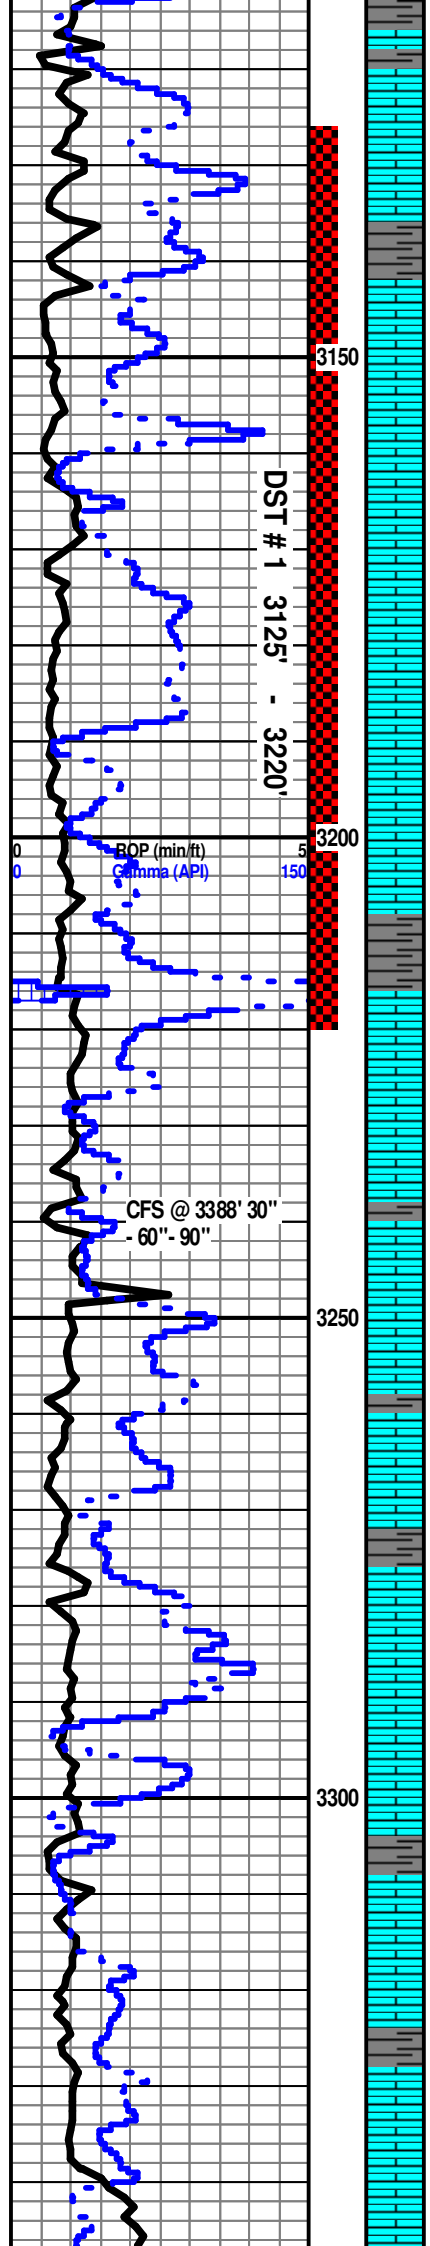 3150
DST # 1 3125' - 3220'
3200
0 ROP (min/ft) 5
0 Gamma (API) 150
CFS @ 3388' 30"
- 60"- 90"
3250
3300